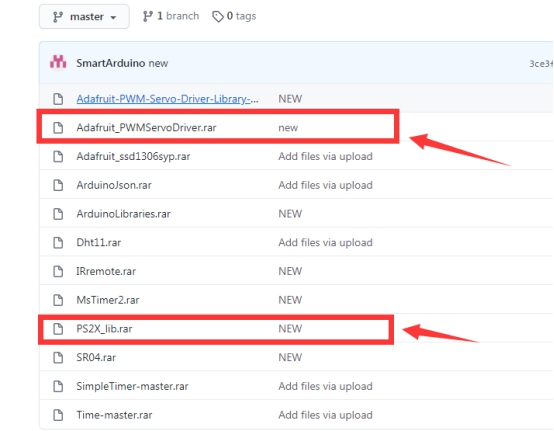 master 1 branch 0 tags
SmartArduino new 3ce3f
Adafruit-PWM-Servo-Driver-Library-... NEW
Adafruit_PWMServoDriver.rar new
Adafruit_ssd1306syp.rar Add files via upload
ArduinoJson.rar Add files via upload
ArduinoLibraries.rar NEW
Dht11.rar Add files via upload
IRremote.rar NEW
MsTimer2.rar NEW
PS2X_lib.rar NEW
SR04.rar NEW
SimpleTimer-master.rar Add files via upload
Time-master.rar Add files via upload